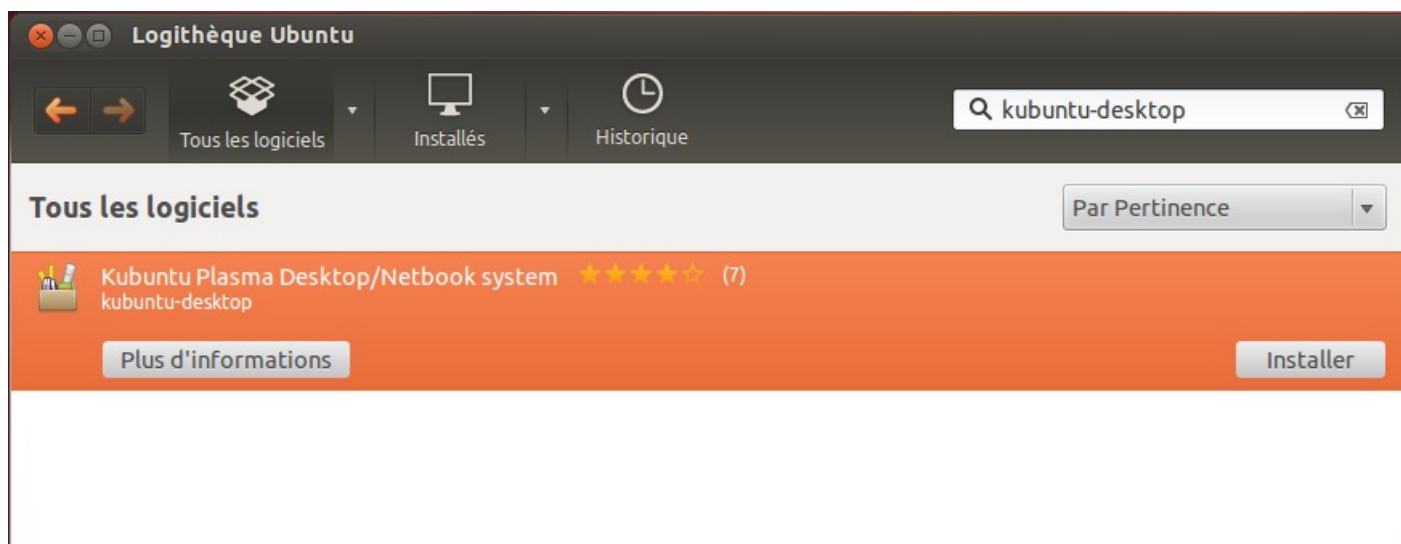 Logithèque Ubuntu
Tous les logiciels
Installés
Historique
kubuntu-desktop
Tous les logiciels
Par Pertinence
Kubuntu Plasma Desktop/Netbook system (7)
kubuntu-desktop
Plus d'informations
Installer